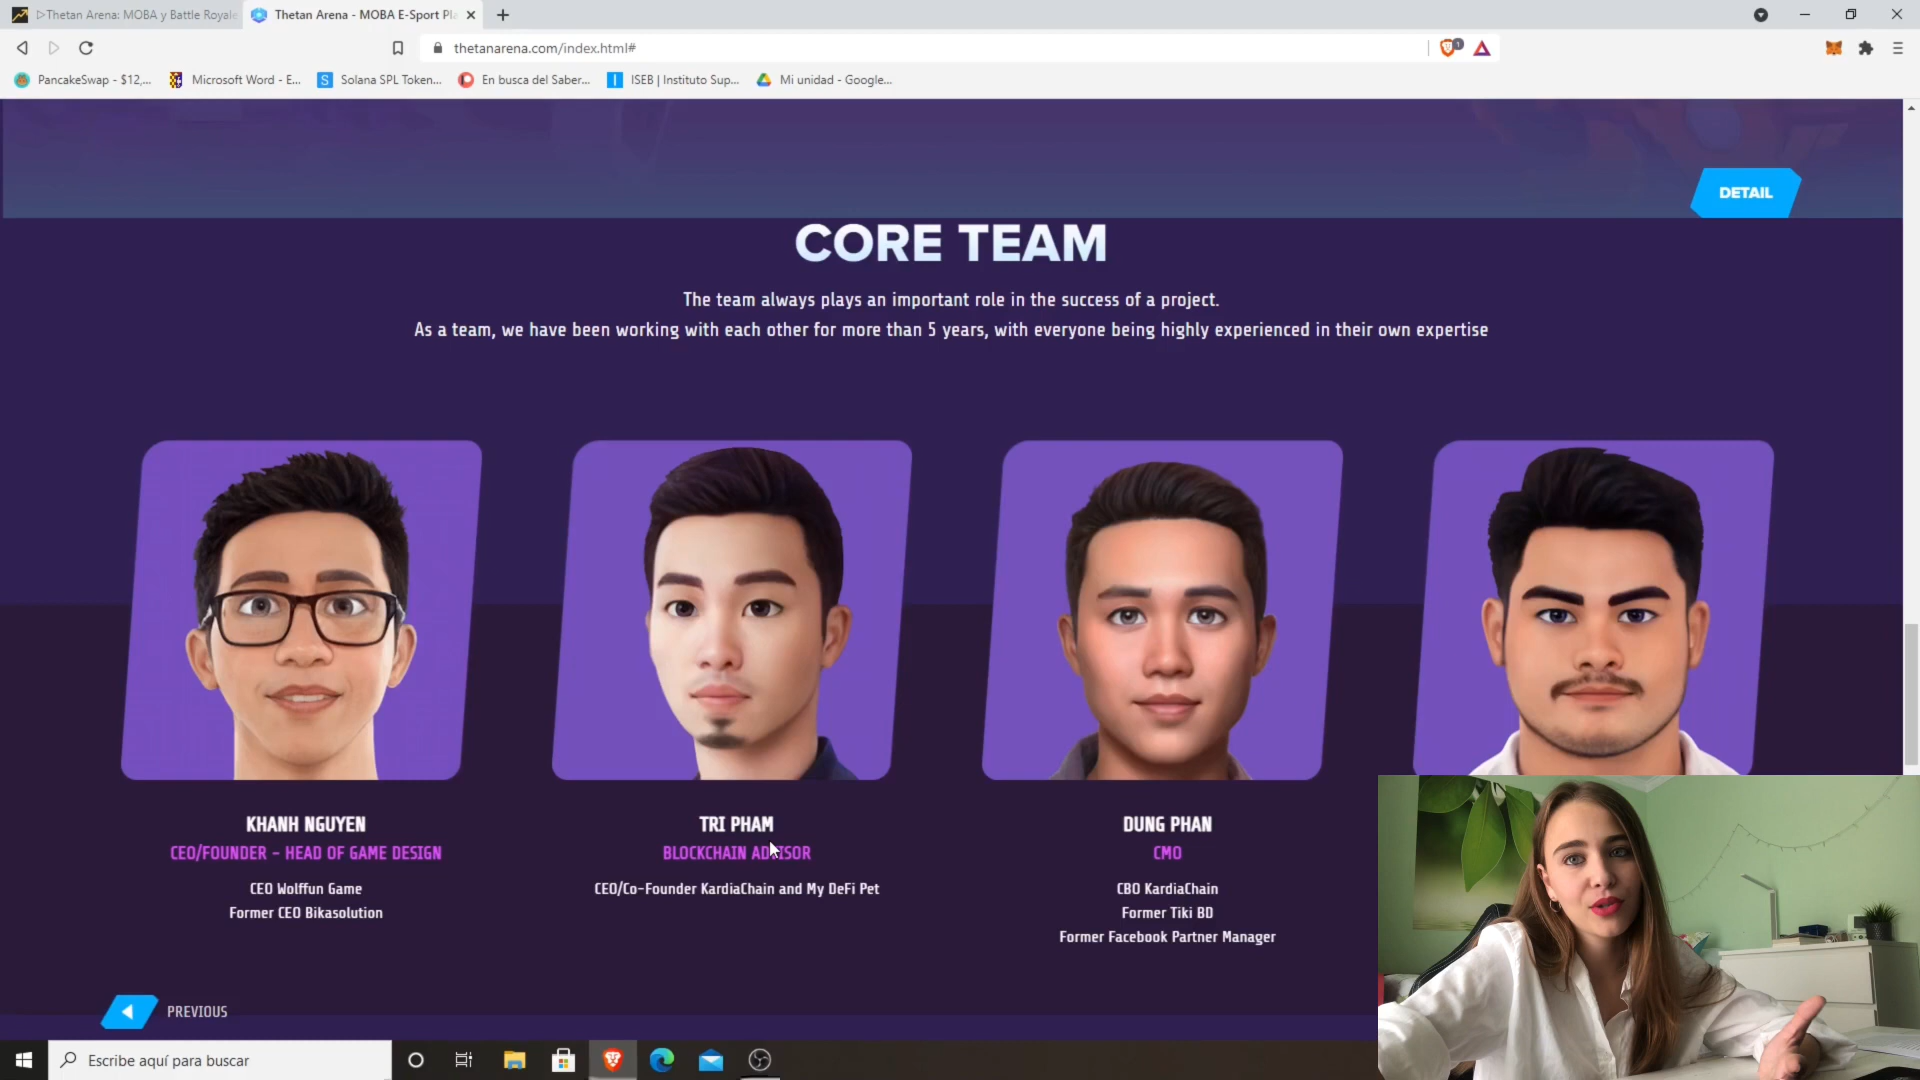 ▷Thetan Arena: MOBA y Battle Royale
Thetan Arena - MOBA E-Sport Pla
thetanarena.com/index.html#
1
PancakeSwap - $12,...
Microsoft Word - E...
Solana SPL Token...
En busca del Saber...
ISEB | Instituto Sup...
Mi unidad - Google...
DETAIL
CORE TEAM
The team always plays an important role in the success of a project.
As a team, we have been working with each other for more than 5 years, with everyone being highly experienced in their own expertise
KHANH NGUYEN
CEO/FOUNDER - HEAD OF GAME DESIGN
CEO Wolffun Game
Former CEO Bikasolution
TRI PHAM
BLOCKCHAIN ADVISOR
CEO/Co-Founder KardiaChain and My DeFi Pet
DUNG PHAN
CMO
CBO KardiaChain
Former Tiki BD
Former Facebook Partner Manager
PREVIOUS
Escribe aquí para buscar